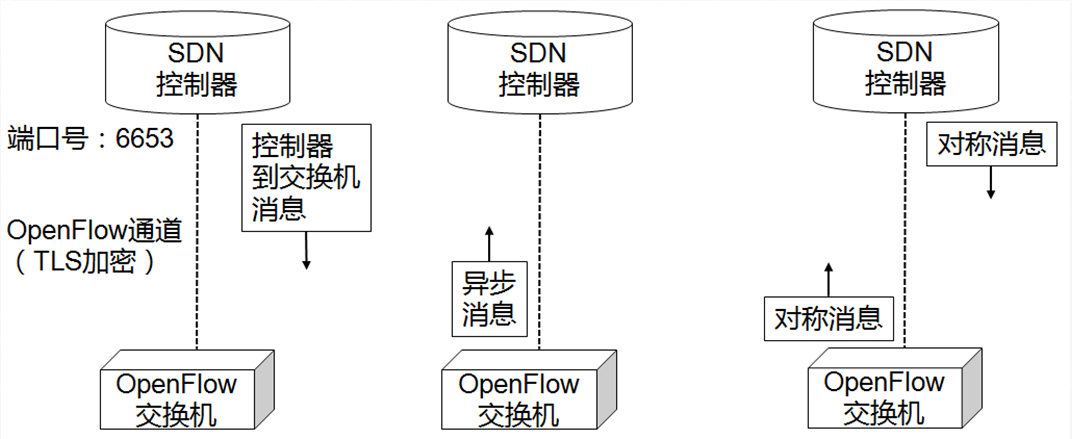 SDN
控制器
端口号：6653
控制器
到交换机
消息
OpenFlow通道
（TLS加密）
OpenFlow
交换机
SDN
控制器
异步
消息
OpenFlow
交换机
SDN
控制器
对称消息
对称消息
OpenFlow
交换机